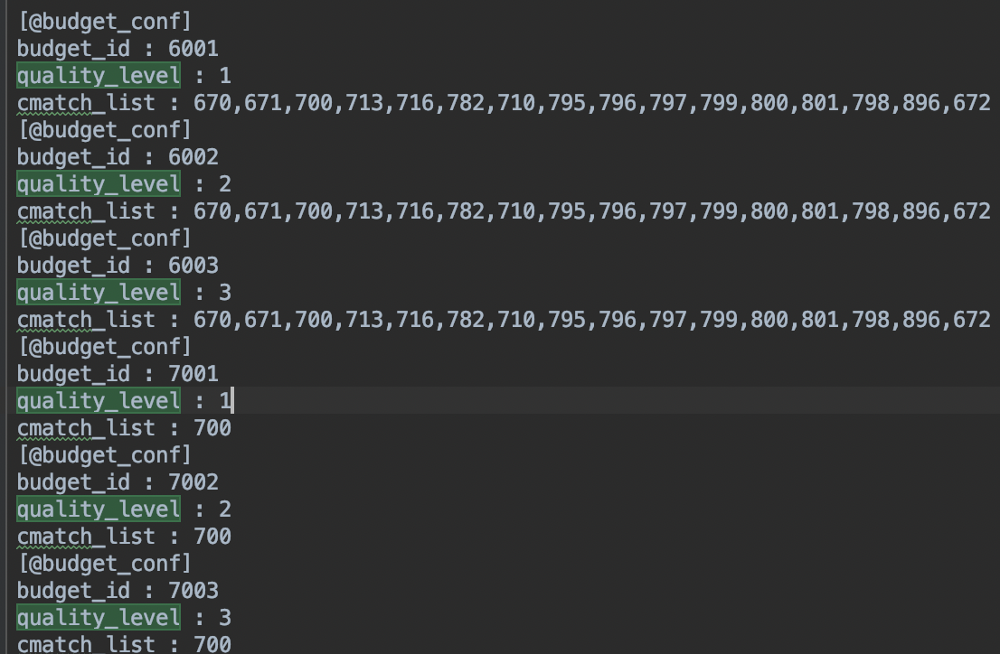 [@budget_conf]
budget_id : 6001
quality_level : 1
cmatch_list : 670,671,700,713,716,782,710,795,796,797,799,800,801,798,896,672
[@budget_conf]
budget_id : 6002
quality_level : 2
cmatch_list : 670,671,700,713,716,782,710,795,796,797,799,800,801,798,896,672
[@budget_conf]
budget_id : 6003
quality_level : 3
cmatch_list : 670,671,700,713,716,782,710,795,796,797,799,800,801,798,896,672
[@budget_conf]
budget_id : 7001
quality_level : 1
cmatch_list : 700
[@budget_conf]
budget_id : 7002
quality_level : 2
cmatch_list : 700
[@budget_conf]
budget_id : 7003
quality_level : 3
cmatch_list : 700